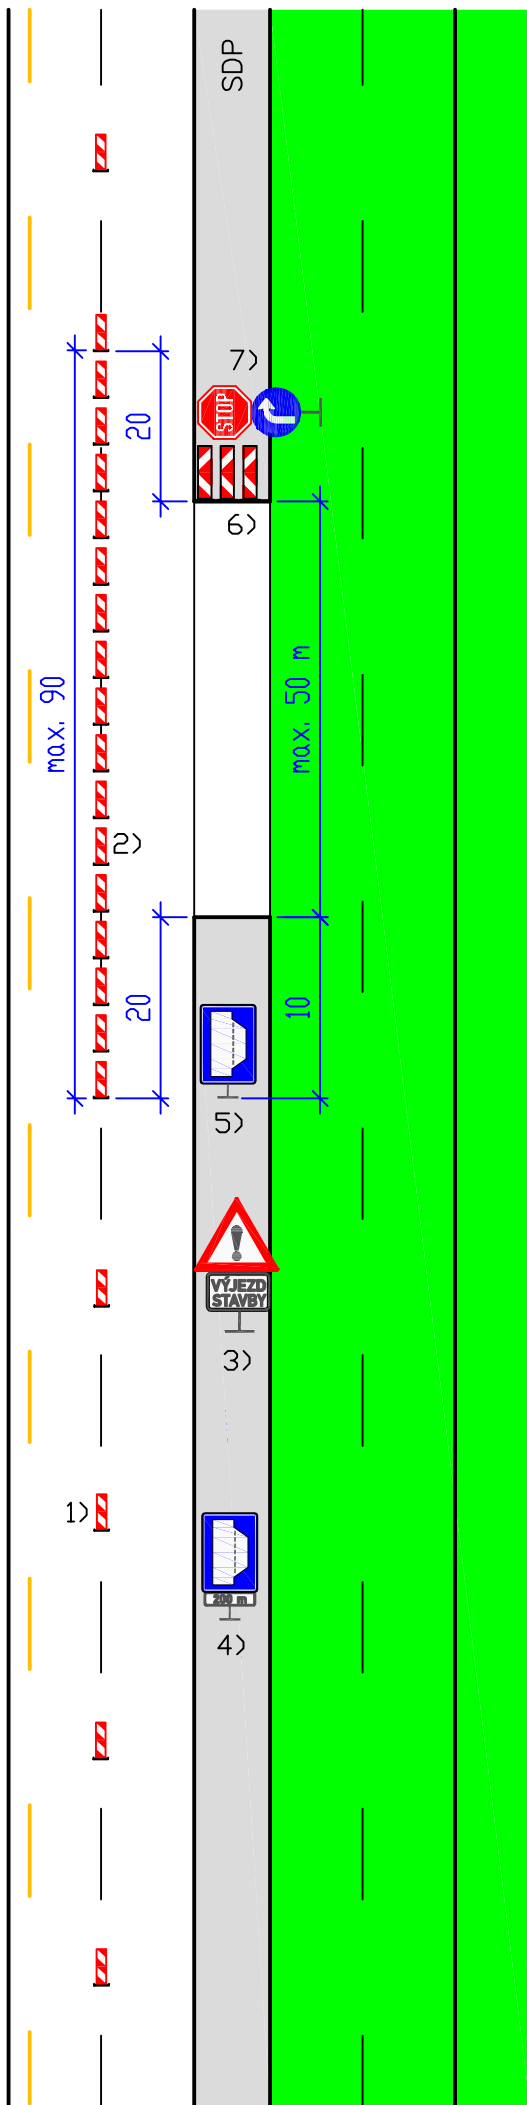 SDP
7)
STOP
20
6)
max. 90
max. 50 m
2)
20
10
5)
VÝJEZD
STAVBY
3)
1)
200 m
4)